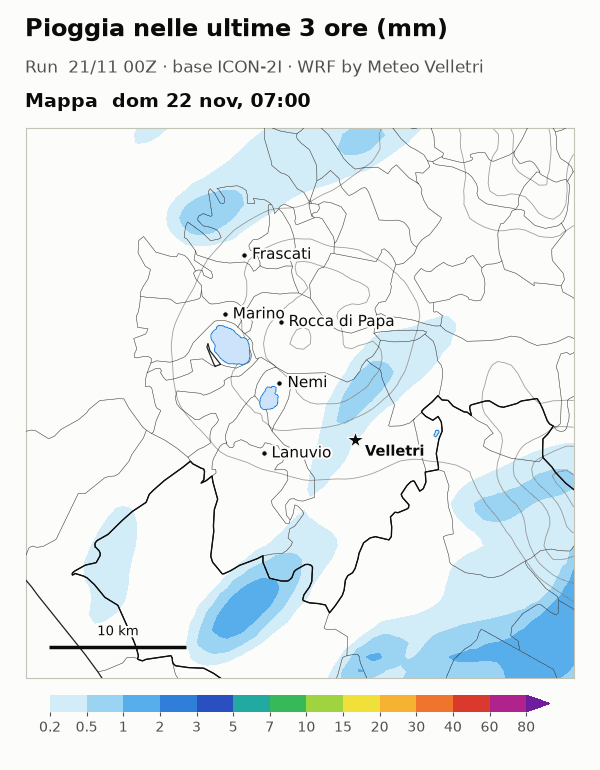 Pioggia nelle ultime 3 ore (mm)
Run  21/11 00Z · base ICON-2I · WRF by Meteo Velletri
Mappa  dom 22 nov, 07:00
Frascati
Marino
Rocca di Papa
Nemi
Velletri
Lanuvio
10 km
0.2 0.5 1 2 3 5 7 10 15 20 30 40 60 80